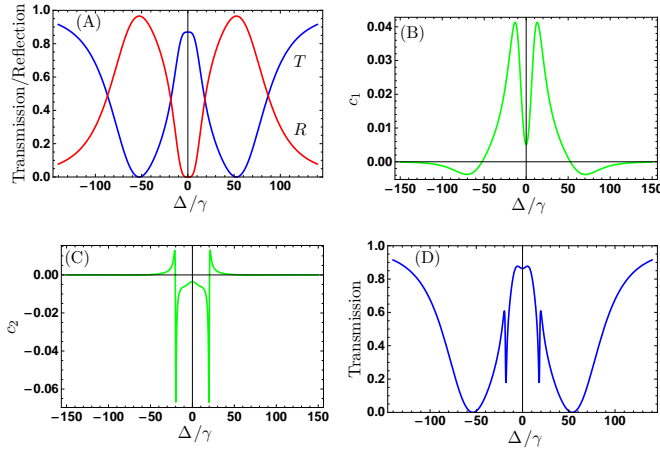 (A)
Transmission/Reflection
1.0
0.8
0.6
0.4
0.2
0.0
T
R
−100 −50 0 50 100
Δ/γ
(B)
c₁
0.04
0.03
0.02
0.01
0.00
−150 −100 −50 0 50 100 150
Δ/γ
(C)
c₂
0.00
−0.02
−0.04
−0.06
−150 −100 −50 0 50 100 150
Δ/γ
(D)
Transmission
1.0
0.8
0.6
0.4
0.2
0.0
−100 −50 0 50 100
Δ/γ